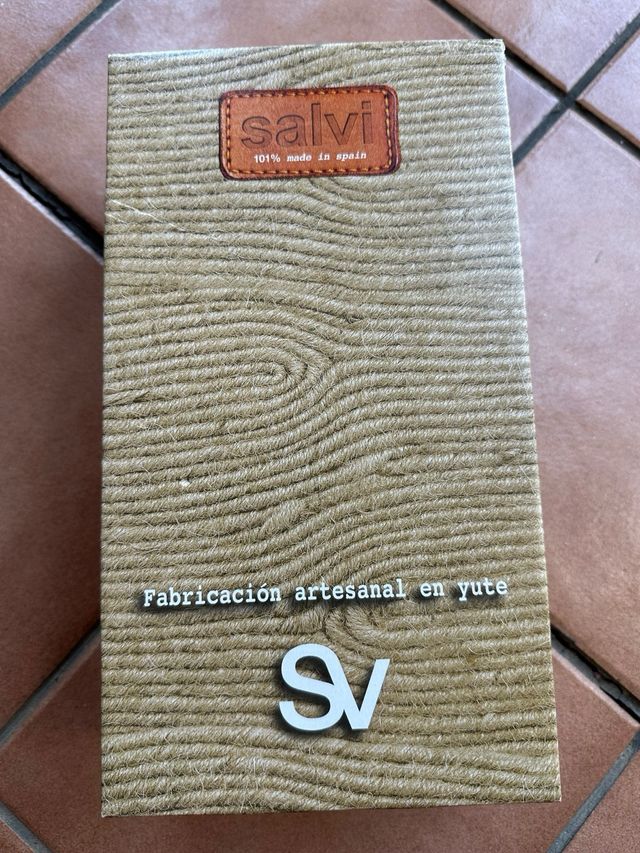 salvi
101% made in spain
Fabricación artesanal en yute
SV